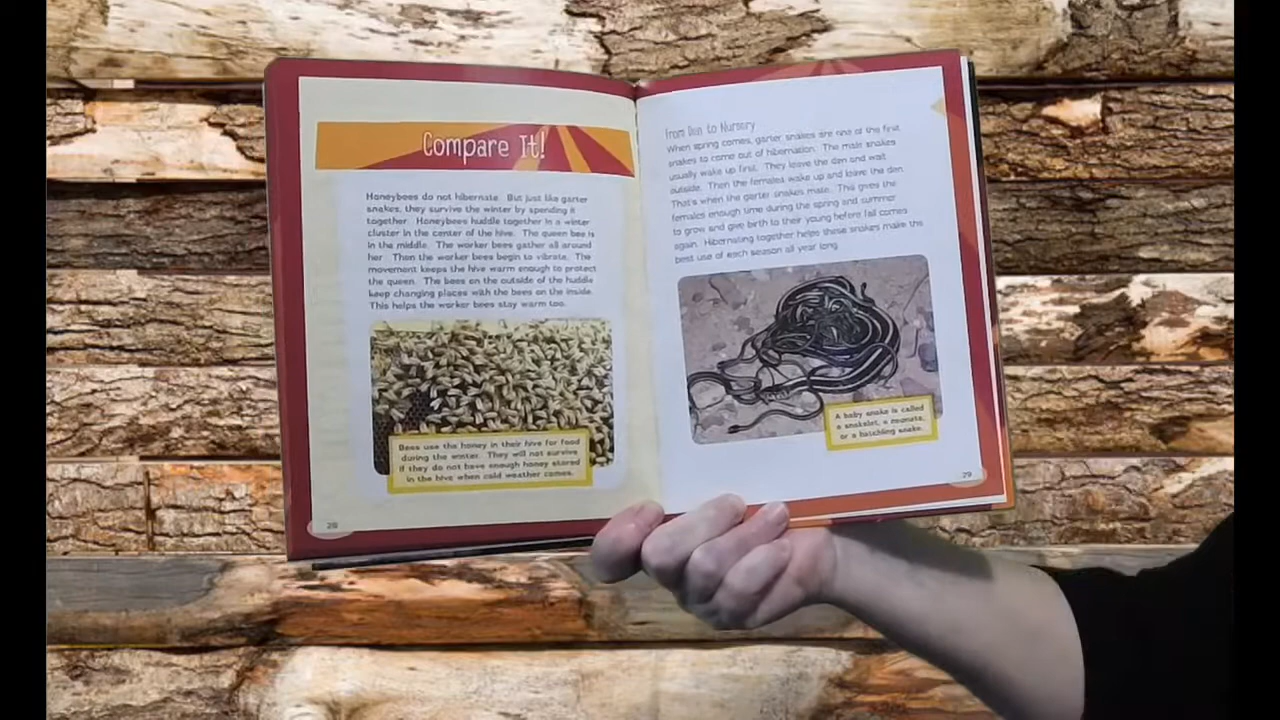 Compare It!
Honeybees do not hibernate. But just like garter
snakes, they survive the winter by spending it
together. Honeybees huddle together in a winter
cluster in the center of the hive. The queen bee is
in the middle. The worker bees gather all around
her. Then the worker bees begin to vibrate. The
movement keeps the hive warm enough to protect
the queen. The bees on the outside of the huddle
keep changing places with the bees on the inside.
This helps the worker bees stay warm too.
Bees use the honey in their hive for food
during the winter. They will not survive
if they do not have enough honey stored
in the hive when cold weather comes.
28
From Den to Nursery
When spring comes, garter snakes are one of the first
snakes to come out of hibernation. The male snakes
usually wake up first. They leave the den and wait
outside. Then the females wake up and leave the den.
That's when the garter snakes mate. This gives the
females enough time during the spring and summer
to grow and give birth to their young before fall comes
again. Hibernating together helps these snakes make the
best use of each season all year long.
A baby snake is called
a snakelet, a neonate,
or a hatchling snake.
29